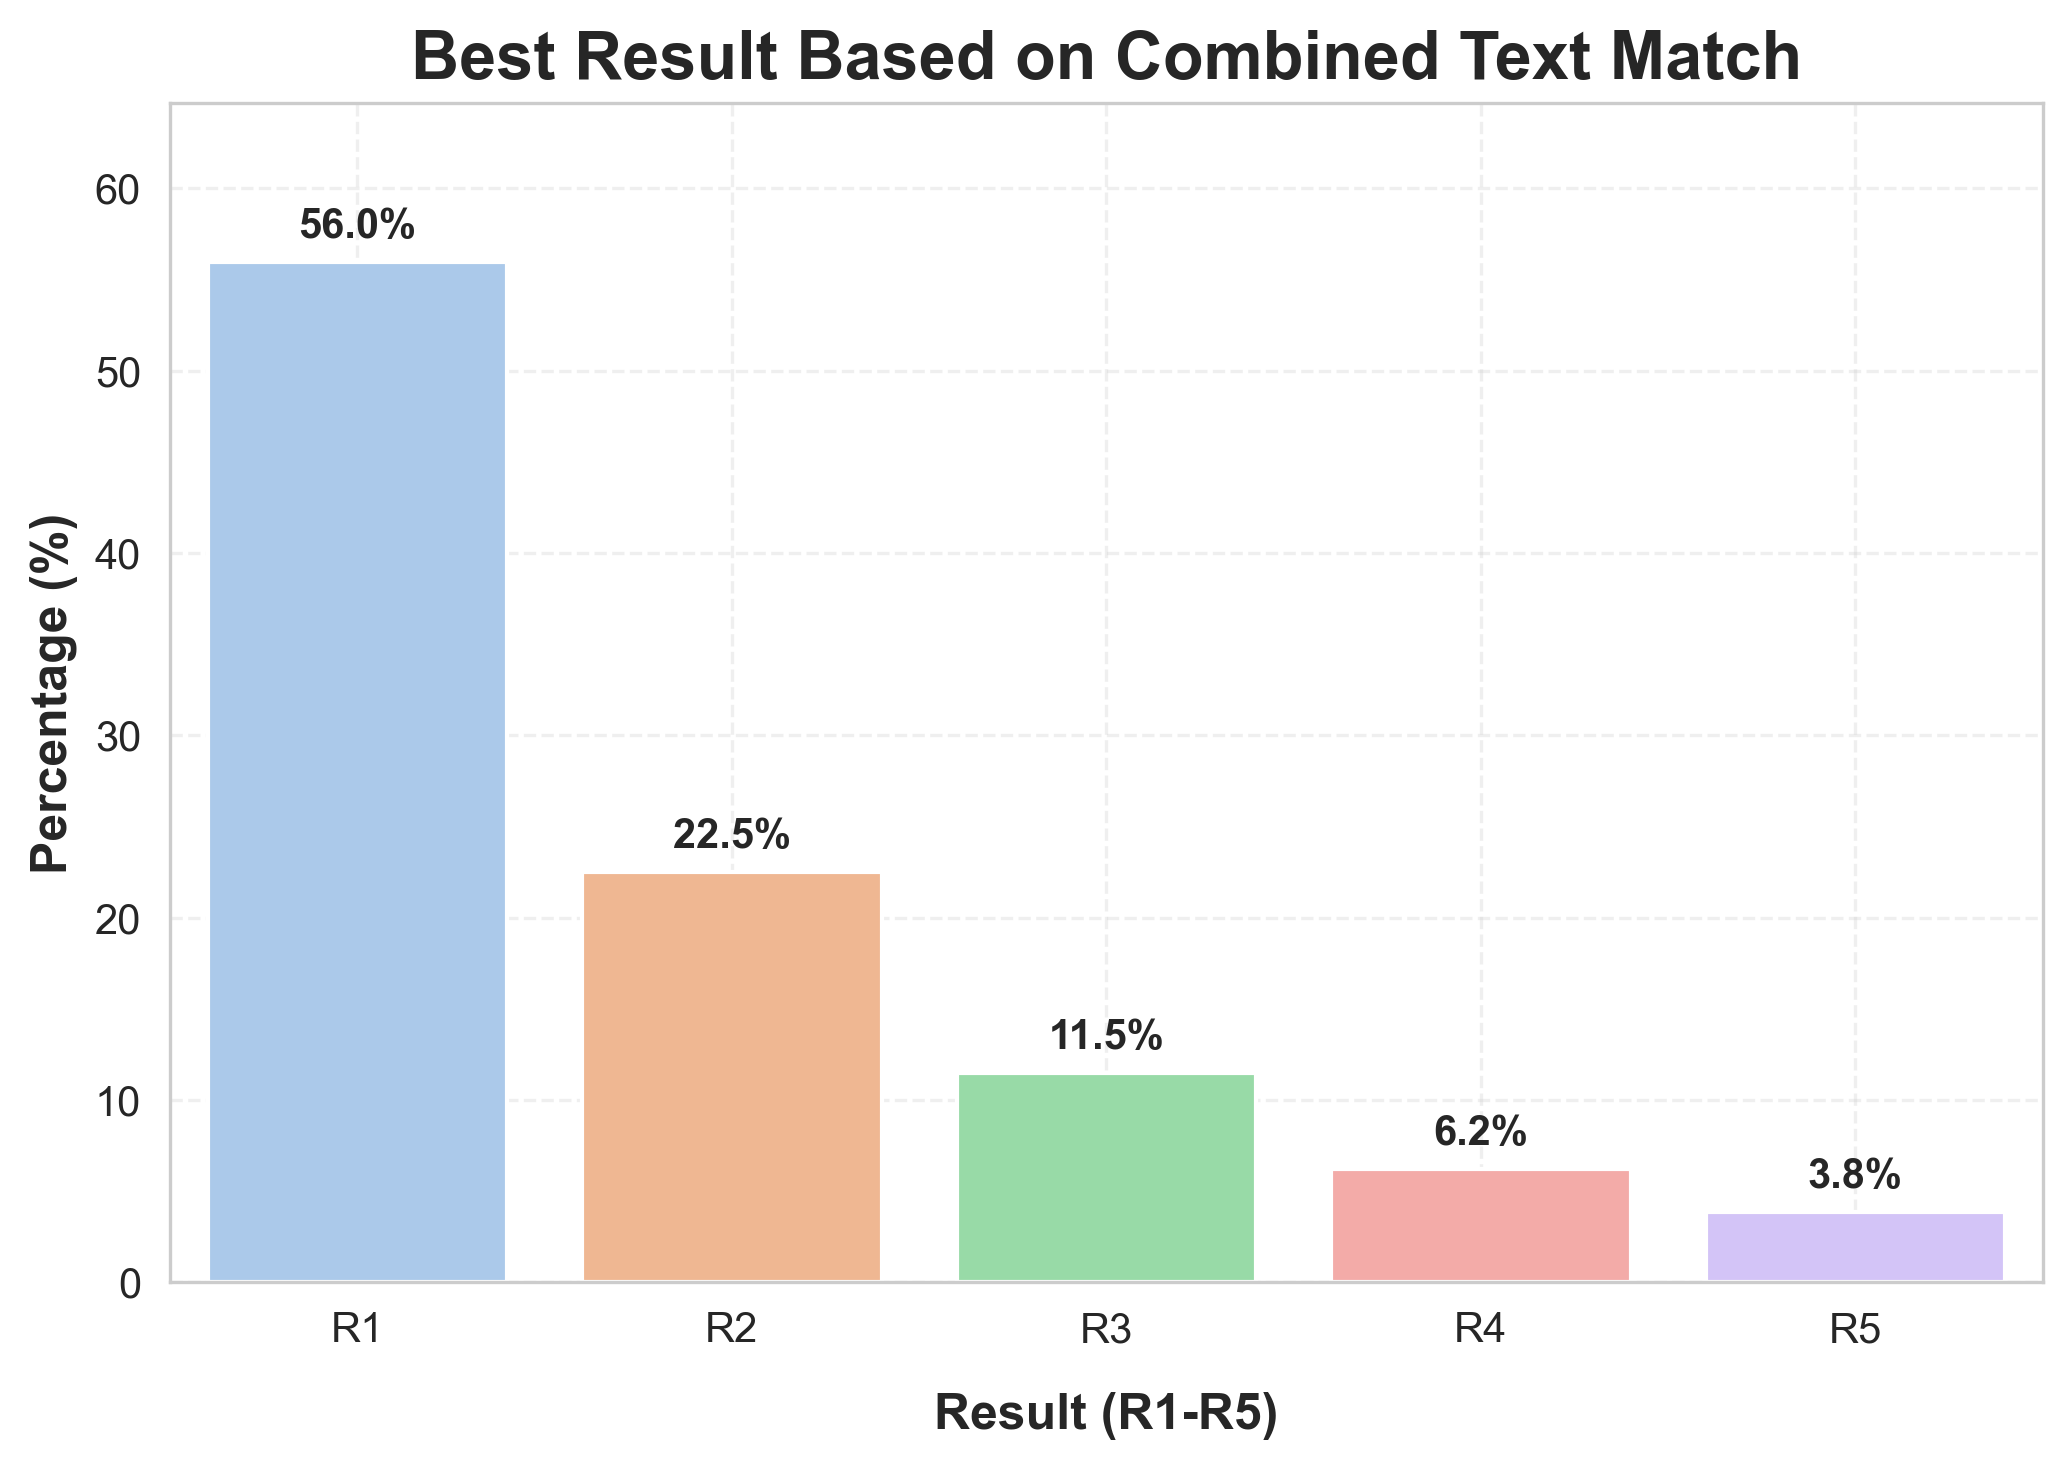 Best Result Based on Combined Text Match
Percentage (%)
60
50
40
30
20
10
0
56.0%
22.5%
11.5%
6.2%
3.8%
R1
R2
R3
R4
R5
Result (R1-R5)